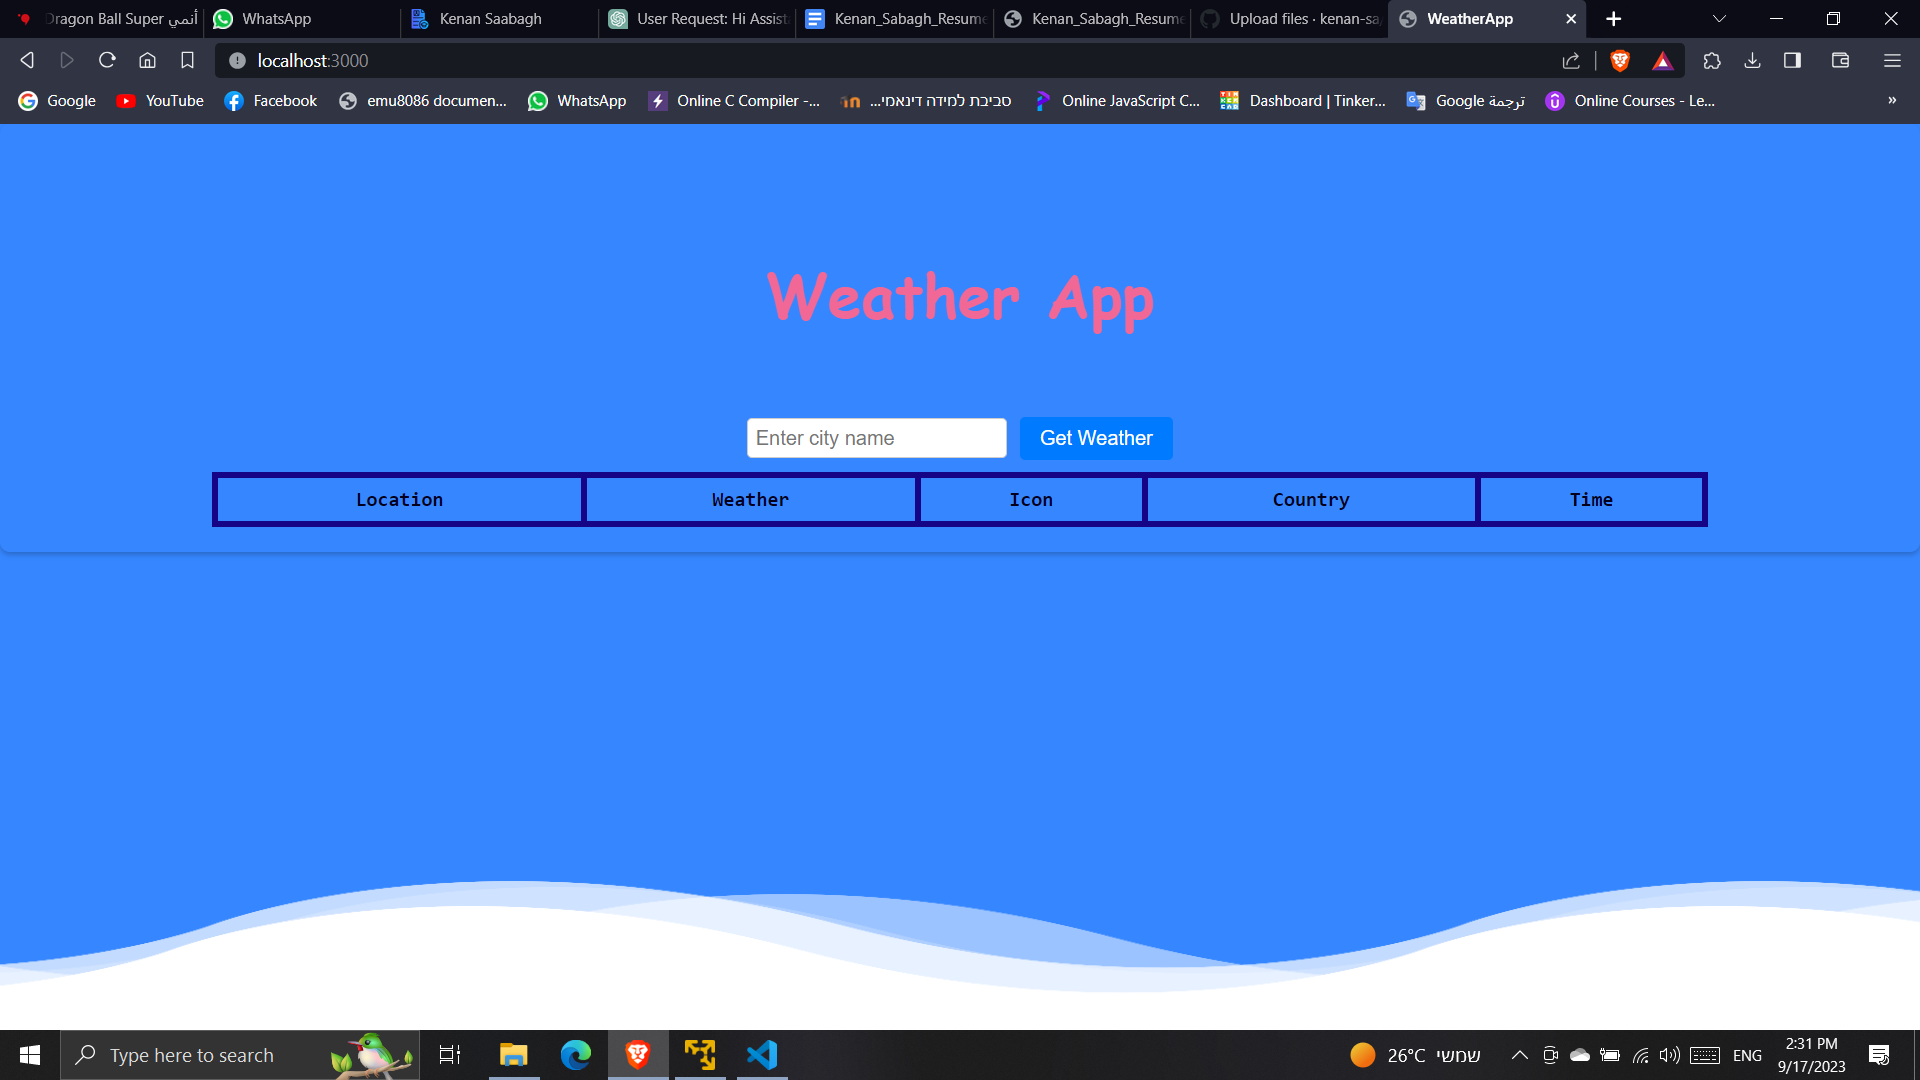 Dragon Ball Super أنمي
WhatsApp
Kenan Saabagh
User Request: Hi Assist
Kenan_Sabagh_Resume
Kenan_Sabagh_Resume
Upload files · kenan-sa
WeatherApp
localhost:3000
Google
YouTube
Facebook
emu8086 documen...
WhatsApp
Online C Compiler -...
סביבת למידה דינאמי...
Online JavaScript C...
Dashboard | Tinker...
Google ترجمة
Online Courses - Le...
»
Weather App
Enter city name
Get Weather
Location Weather Icon Country Time
Type here to search
26°C שמשי
ENG
2:31 PM
9/17/2023